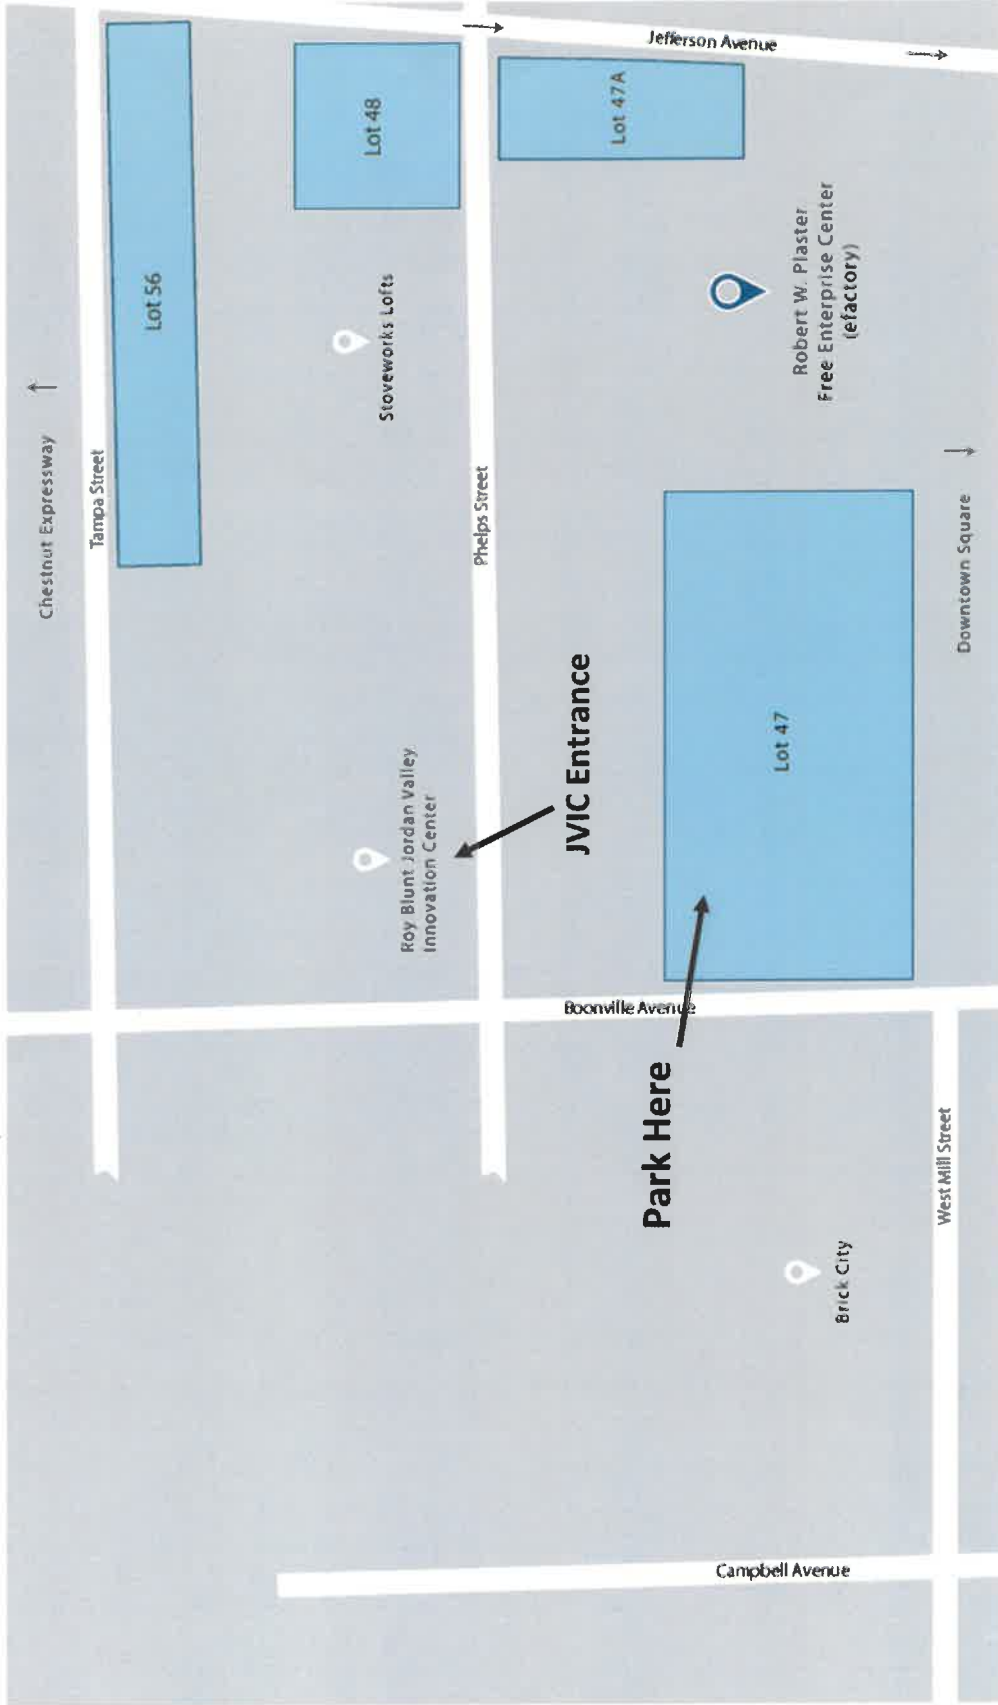 Chestnut Expressway
Tampa Street
Lot 56
Lot 48
Stoveworks Lofts
Roy Blunt Jordan Valley
Innovation Center
Phelps Street
Jefferson Avenue
Lot 47A
JVIC Entrance
Boonville Avenue
Park Here
Lot 47
Robert W. Plaster
Free Enterprise Center
(efactory)
Brick City
Campbell Avenue
West Mill Street
Downtown Square